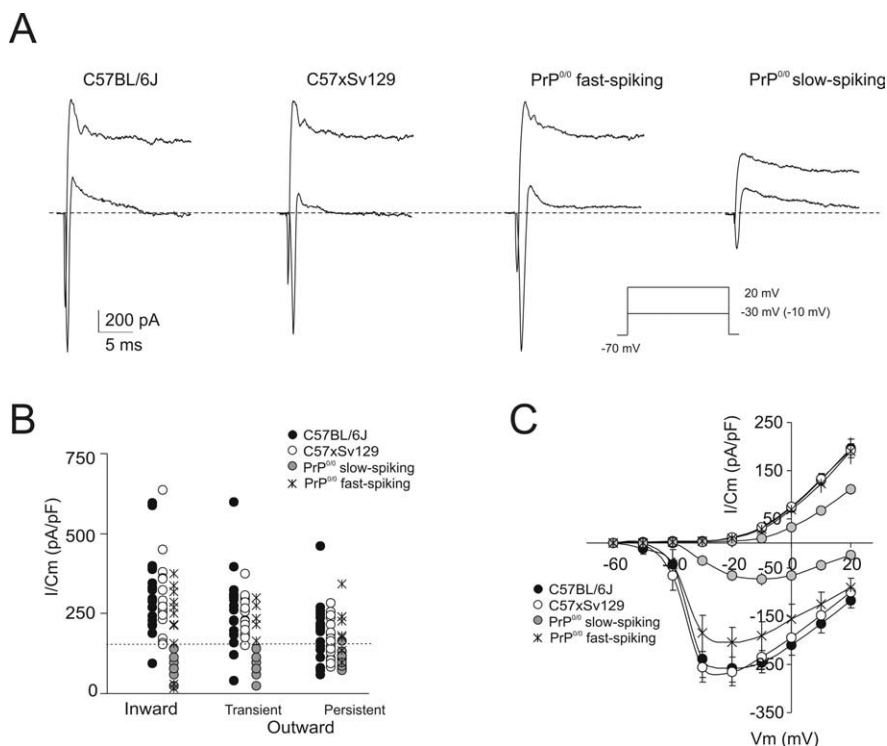 A
C57BL/6J C57xSv129 PrP0/0 fast-spiking PrP0/0 slow-spiking
200 pA
5 ms
20 mV
-30 mV (-10 mV)
-70 mV
B
C57BL/6J
C57xSv129
PrP0/0 slow-spiking
PrP0/0 fast-spiking
750
500
250
0
I/Cm (pA/pF)
Inward Transient Persistent
Outward
C
250
150
50
-50
-150
-250
-350
I/Cm (pA/pF)
-60 -40 -20 0 20
C57BL/6J
C57xSv129
PrP0/0 slow-spiking
PrP0/0 fast-spiking
Vm (mV)